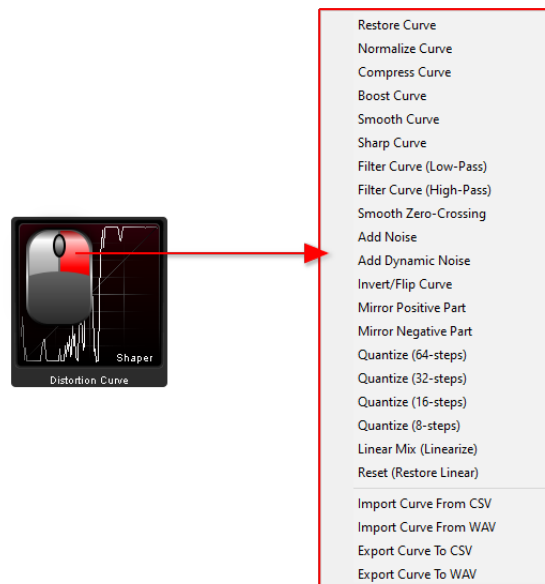 Restore Curve
Normalize Curve
Compress Curve
Boost Curve
Smooth Curve
Sharp Curve
Filter Curve (Low-Pass)
Filter Curve (High-Pass)
Smooth Zero-Crossing
Add Noise
Add Dynamic Noise
Invert/Flip Curve
Mirror Positive Part
Mirror Negative Part
Quantize (64-steps)
Quantize (32-steps)
Quantize (16-steps)
Quantize (8-steps)
Linear Mix (Linearize)
Reset (Restore Linear)
Import Curve From CSV
Import Curve From WAV
Export Curve To CSV
Export Curve To WAV
Shaper
Distortion Curve